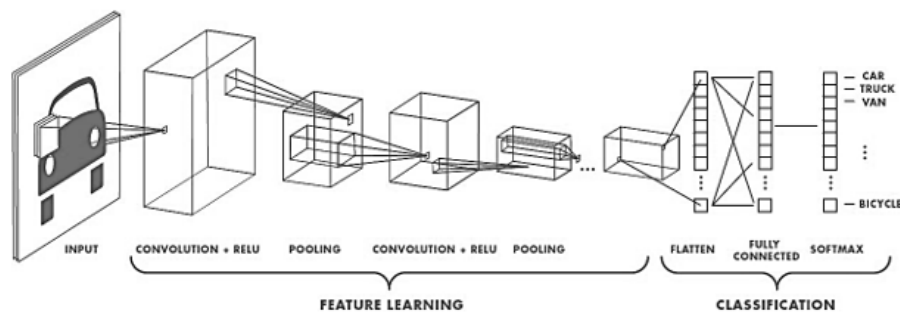 CAR
TRUCK
VAN
BICYCLE
INPUT
CONVOLUTION + RELU
POOLING
CONVOLUTION + RELU
POOLING
FLATTEN
FULLY
CONNECTED
SOFTMAX
FEATURE LEARNING
CLASSIFICATION